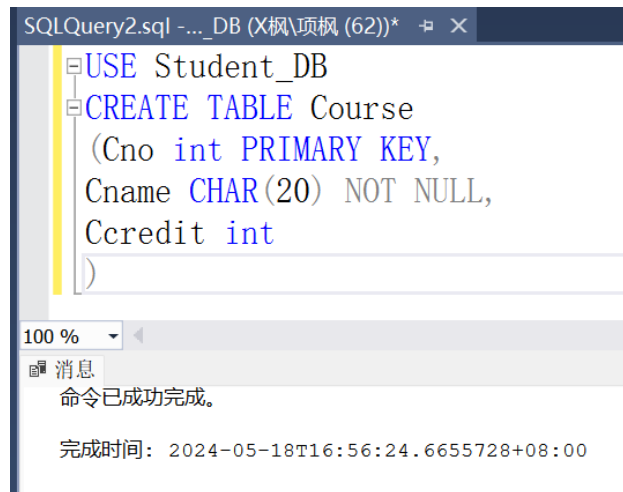 SQLQuery2.sql -..._DB (X枫\项枫 (62))*
USE Student_DB
CREATE TABLE Course
(Cno int PRIMARY KEY,
Cname CHAR(20) NOT NULL,
Ccredit int
)
100 %
消息
命令已成功完成。
完成时间: 2024-05-18T16:56:24.6655728+08:00